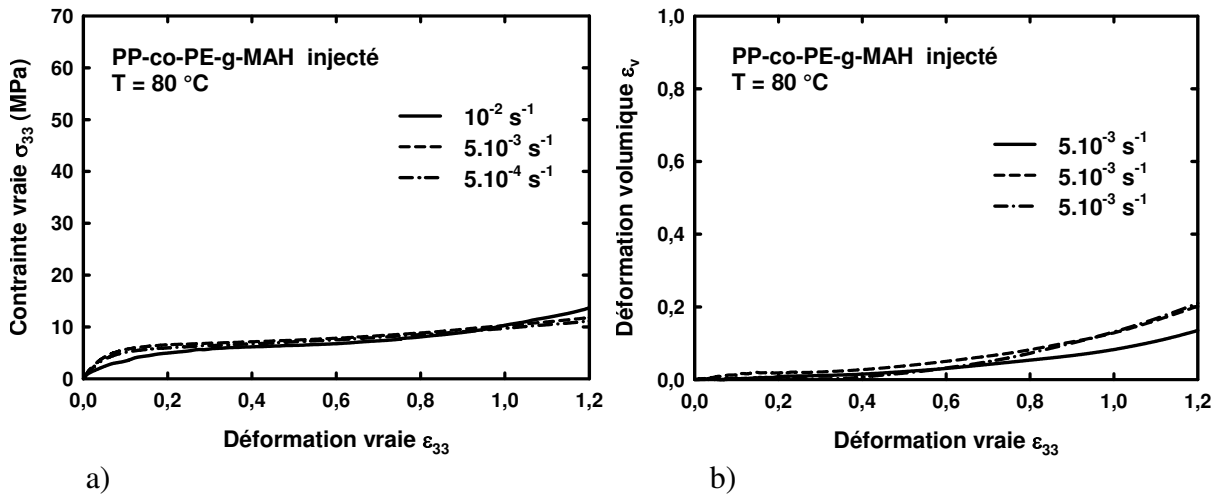 PP-co-PE-g-MAH injecté
T = 80 °C
10⁻² s⁻¹
5.10⁻³ s⁻¹
5.10⁻⁴ s⁻¹
Contrainte vraie σ₃₃ (MPa)
70
60
50
40
30
20
10
0
0,0 0,2 0,4 0,6 0,8 1,0 1,2
Déformation vraie ε₃₃
a)
PP-co-PE-g-MAH injecté
T = 80 °C
5.10⁻³ s⁻¹
5.10⁻³ s⁻¹
5.10⁻³ s⁻¹
Déformation volumique εᵥ
1,0
0,8
0,6
0,4
0,2
0,0
0,0 0,2 0,4 0,6 0,8 1,0 1,2
Déformation vraie ε₃₃
b)